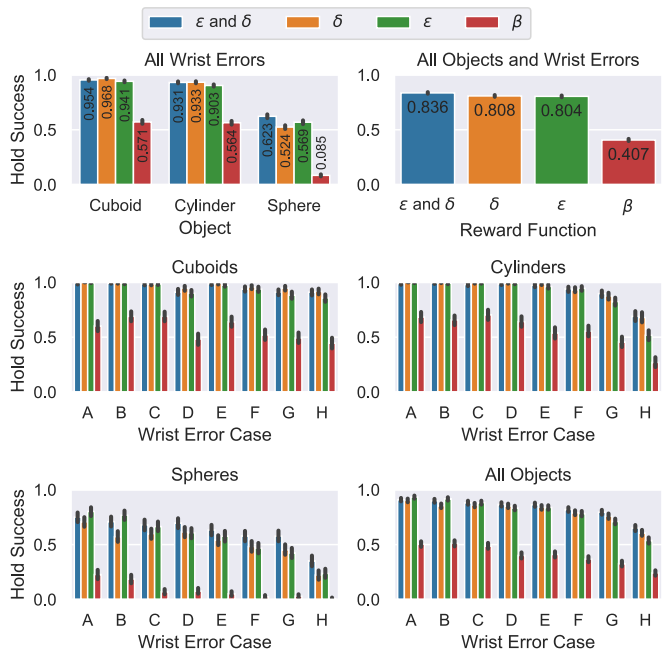 ε and δ δ ε β
All Wrist Errors
Hold Success
1.0
0.5
0.0
0.954 0.968 0.941 0.571 0.931 0.933 0.903 0.564 0.623 0.524 0.569 0.085
Cuboid Cylinder Sphere
Object
All Objects and Wrist Errors
1.0
0.5
0.0
0.836 0.808 0.804 0.407
ε and δ δ ε β
Reward Function
Cuboids
Hold Success
1.0
0.5
0.0
A B C D E F G H
Wrist Error Case
Cylinders
1.0
0.5
0.0
A B C D E F G H
Wrist Error Case
Spheres
Hold Success
1.0
0.5
0.0
A B C D E F G H
Wrist Error Case
All Objects
1.0
0.5
0.0
A B C D E F G H
Wrist Error Case